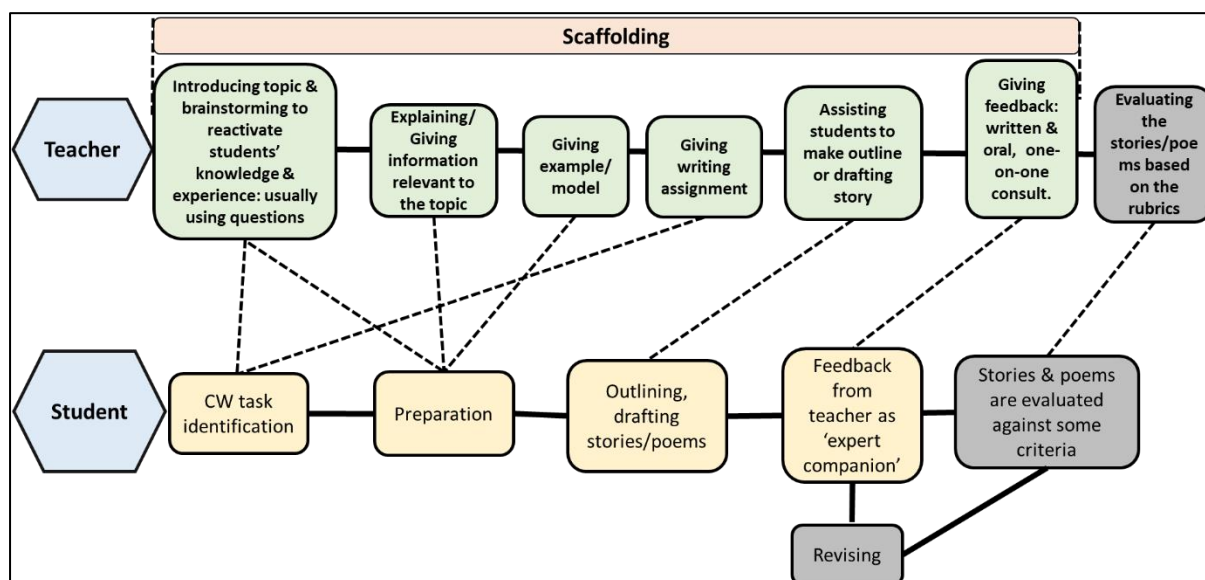 Scaffolding
Teacher
Introducing topic &
brainstorming to
reactivate
students’
knowledge &
experience: usually
using questions
Explaining/
Giving
information
relevant to
the topic
Giving
example/
model
Giving
writing
assignment
Assisting
students to
make outline
or drafting
story
Giving
feedback:
written &
oral, one-
on-one
consult.
Evaluating
the
stories/poe
ms based
on the
rubrics
Student
CW task
identification
Preparation
Outlining,
drafting
stories/poems
Feedback
from
teacher as
‘expert
companion’
Stories & poems
are evaluated
against some
criteria
Revising